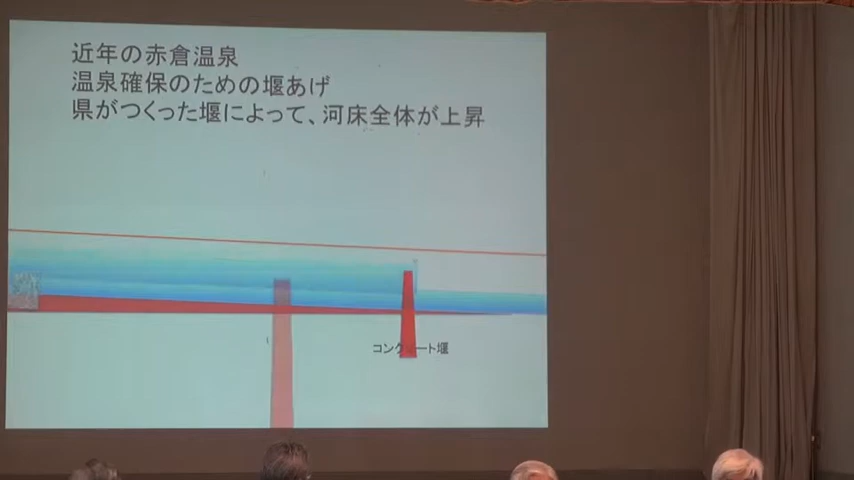 近年の赤倉温泉
温泉確保のための堰あげ
県がつくった堰によって、河床全体が上昇
コンクリート堰